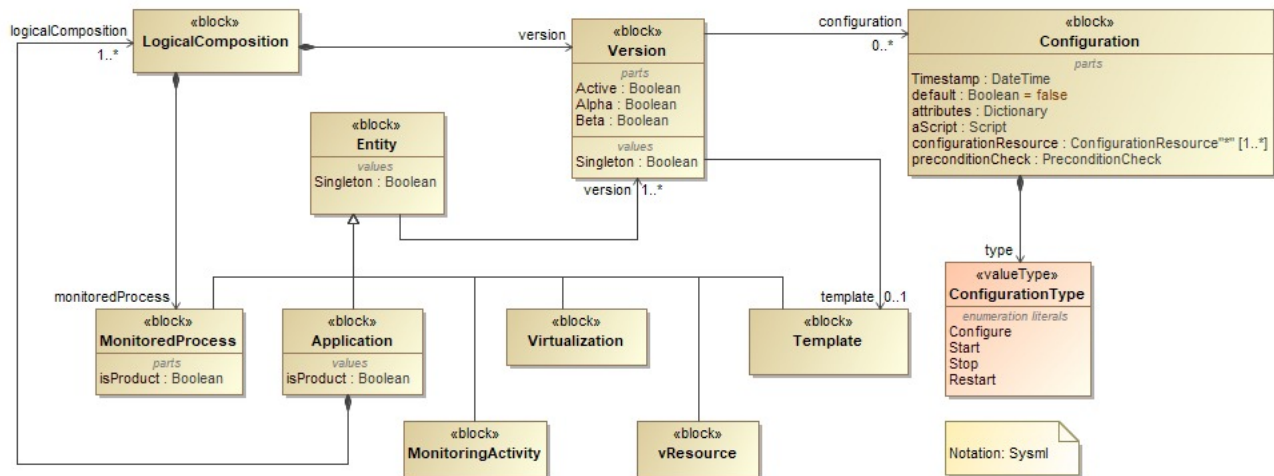 logicalComposition
1..*
«block»
LogicalComposition
version
«block»
Version
parts
Active : Boolean
Alpha : Boolean
Beta : Boolean
values
Singleton : Boolean
configuration
0..*
«block»
Configuration
parts
Timestamp : DateTime
default : Boolean = false
attributes : Dictionary
aScript : Script
configurationResource : ConfigurationResource"*" [1..*]
preconditionCheck : PreconditionCheck
«block»
Entity
values
Singleton : Boolean
version 1..*
type
«valueType»
ConfigurationType
enumeration literals
Configure
Start
Stop
Restart
monitoredProcess
«block»
MonitoredProcess
parts
isProduct : Boolean
«block»
Application
values
isProduct : Boolean
«block»
Virtualization
template 0..1
«block»
Template
«block»
MonitoringActivity
«block»
vResource
Notation: Sysml